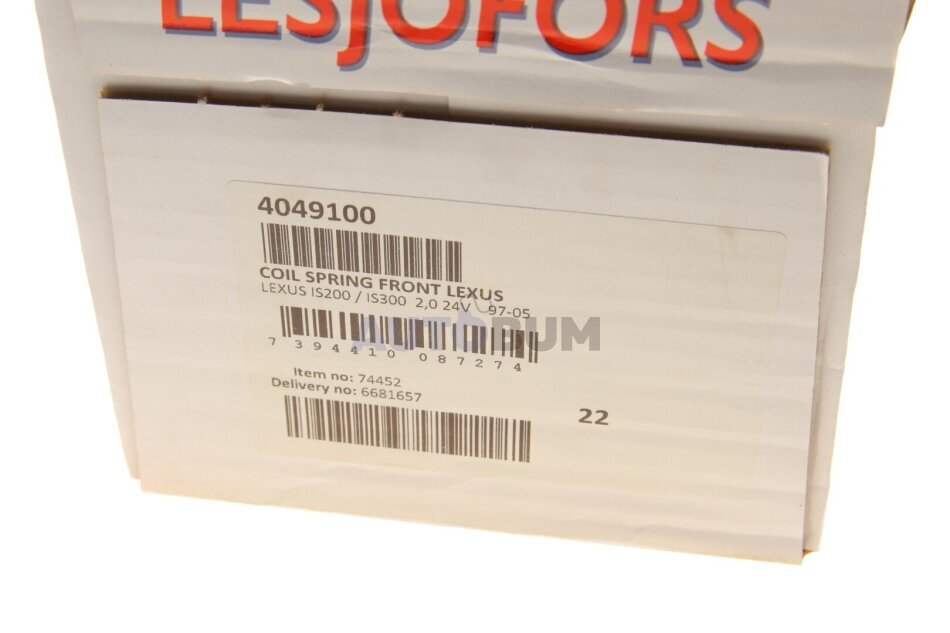 LESJOFORS
4049100
COIL SPRING FRONT LEXUS
LEXUS IS200 / IS300 2,0 24V 97-05
AUTOBUM
7 394410 087274
Item no: 74452
Delivery no: 6681657
22